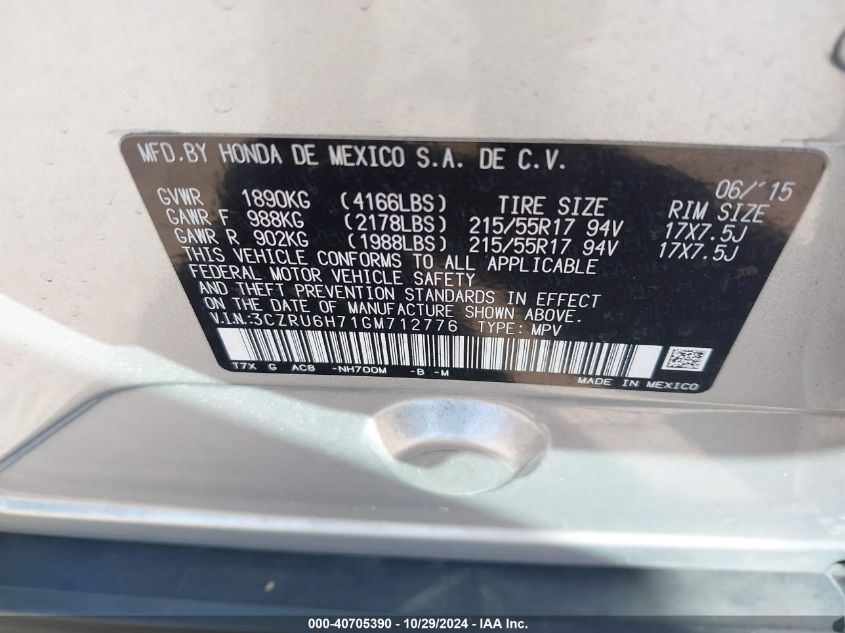 MFD.BY HONDA DE MEXICO S.A. DE C.V.
06/'15
GVWR 1890KG (4166LBS) TIRE SIZE RIM SIZE
GAWR F 988KG (2178LBS) 215/55R17 94V 17X7.5J
GAWR R 902KG (1988LBS) 215/55R17 94V 17X7.5J
THIS VEHICLE CONFORMS TO ALL APPLICABLE
FEDERAL MOTOR VEHICLE SAFETY
AND THEFT PREVENTION STANDARDS IN EFFECT
ON THE DATE OF MANUFACTURE SHOWN ABOVE.
V.I.N.:3CZRU6H71GM712776 TYPE: MPV
T7X G AC8 -NH700M -B -M
MADE IN MEXICO
000-40705390 - 10/29/2024 - IAA Inc.